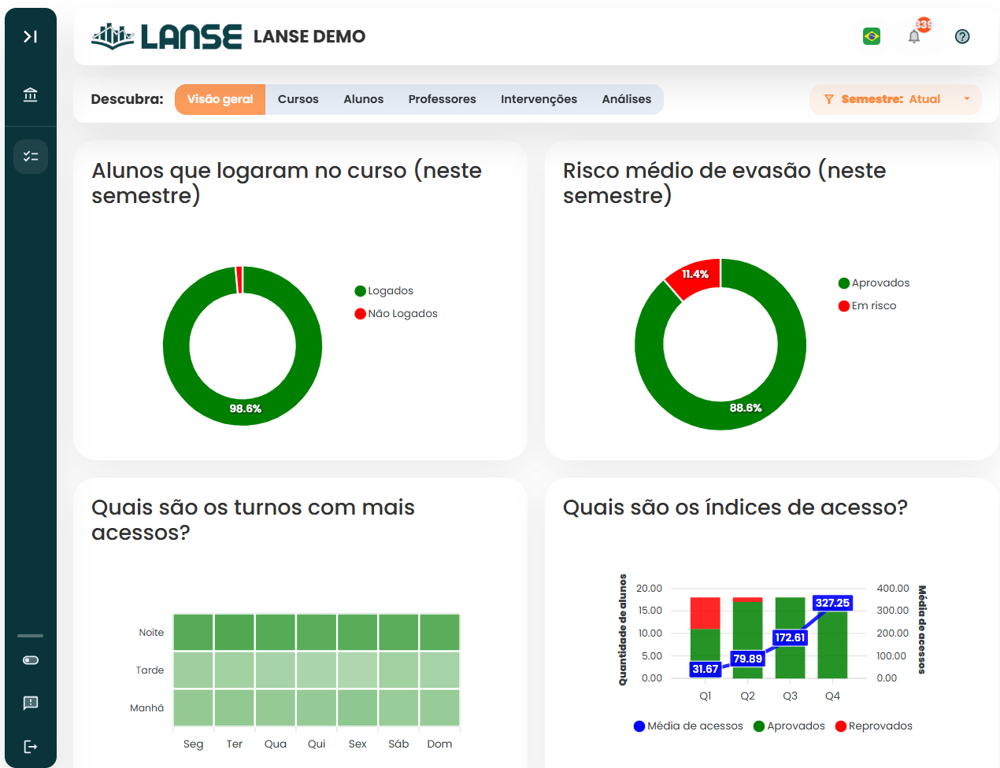 LANSE LANSE DEMO
339
Descubra: Visão geral Cursos Alunos Professores Intervenções Análises
Semestre: Atual
Alunos que logaram no curso (neste
semestre)
Logados
Não Logados
98.6%
Risco médio de evasão (neste
semestre)
11.4%
Aprovados
Em risco
88.6%
Quais são os turnos com mais
acessos?
Noite
Tarde
Manhã
Seg Ter Qua Qui Sex Sáb Dom
Quais são os índices de acesso?
Quantidade de alunos
20.00
15.00
10.00
5.00
0.00
31.67
79.89
172.61
327.25
400.00
300.00
200.00
100.00
0.00
Média de acessos
Q1 Q2 Q3 Q4
Média de acessos Aprovados Reprovados